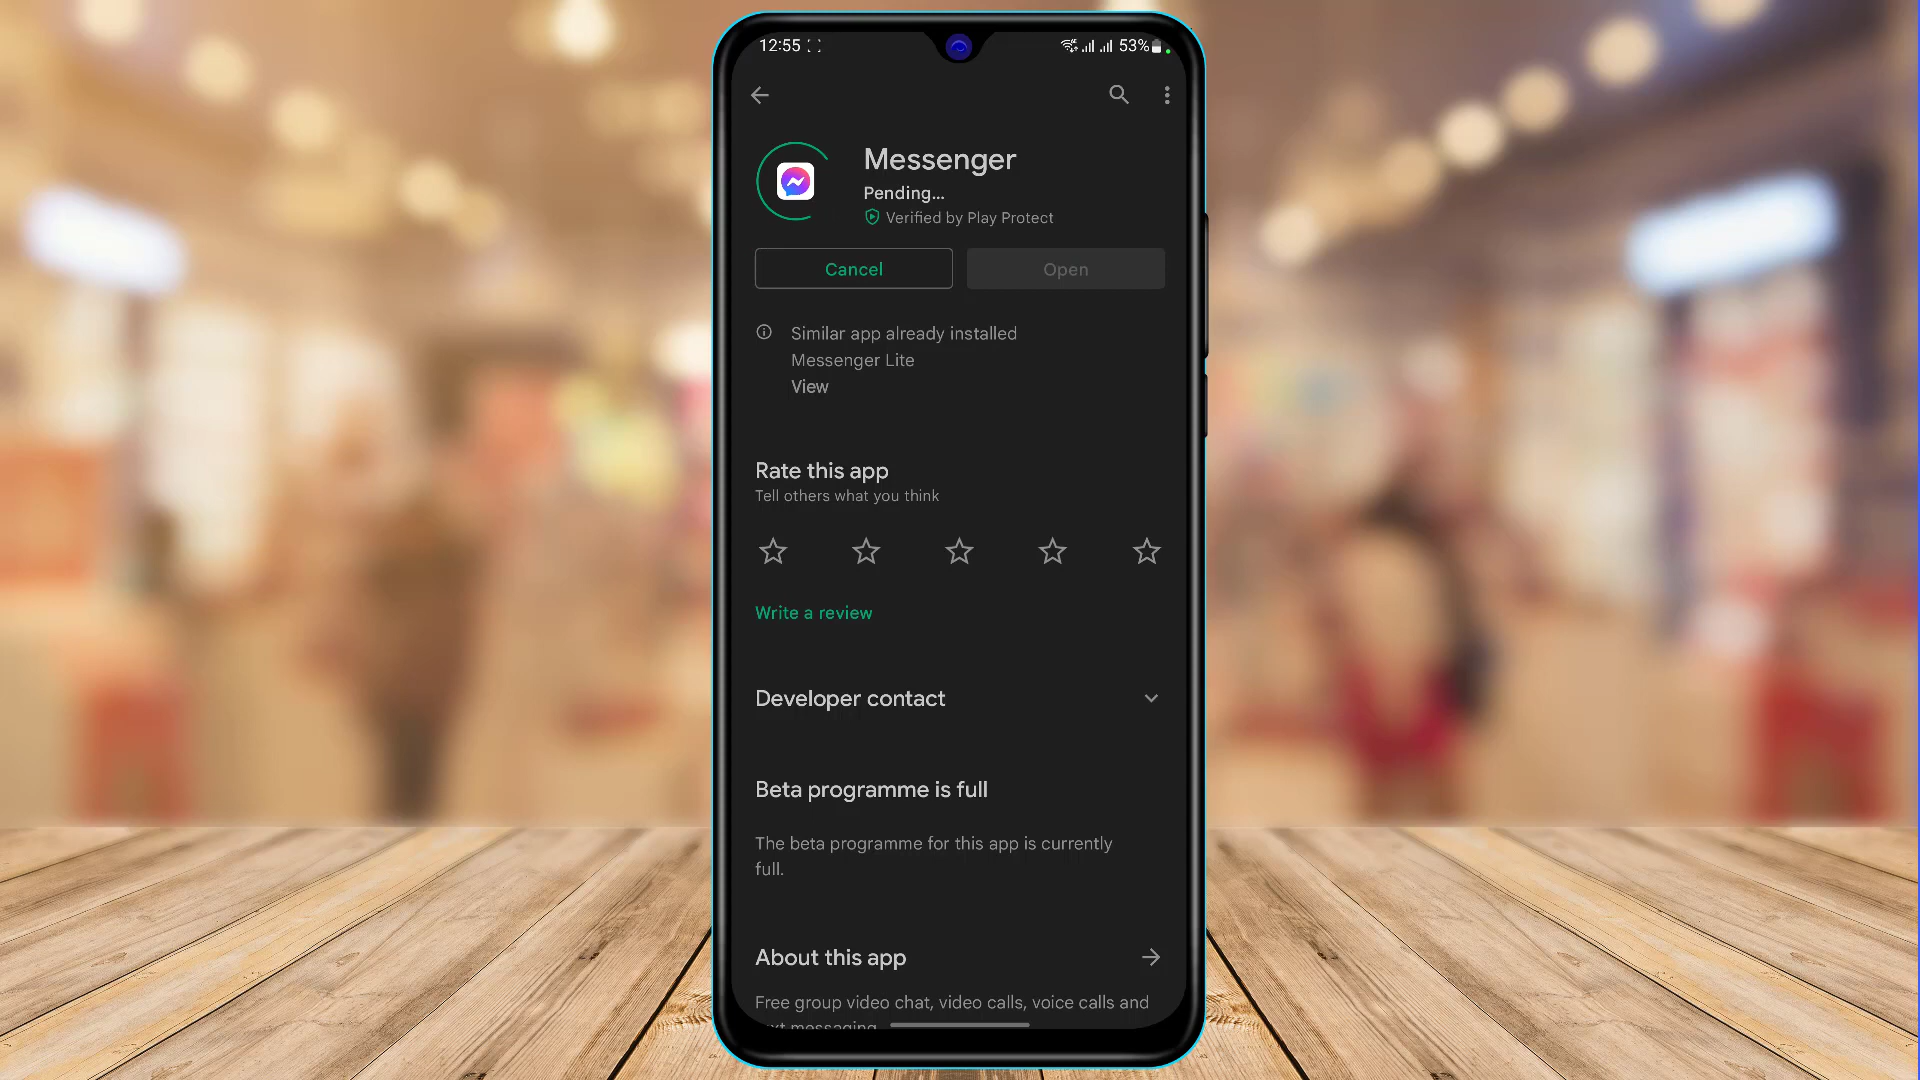 12:55
53%
Messenger
Pending...
Verified by Play Protect
Cancel
Open
Similar app already installed
Messenger Lite
View
Rate this app
Tell others what you think
Write a review
Developer contact
Beta programme is full
The beta programme for this app is currently
full.
About this app
Free group video chat, video calls, voice calls and
text messaging